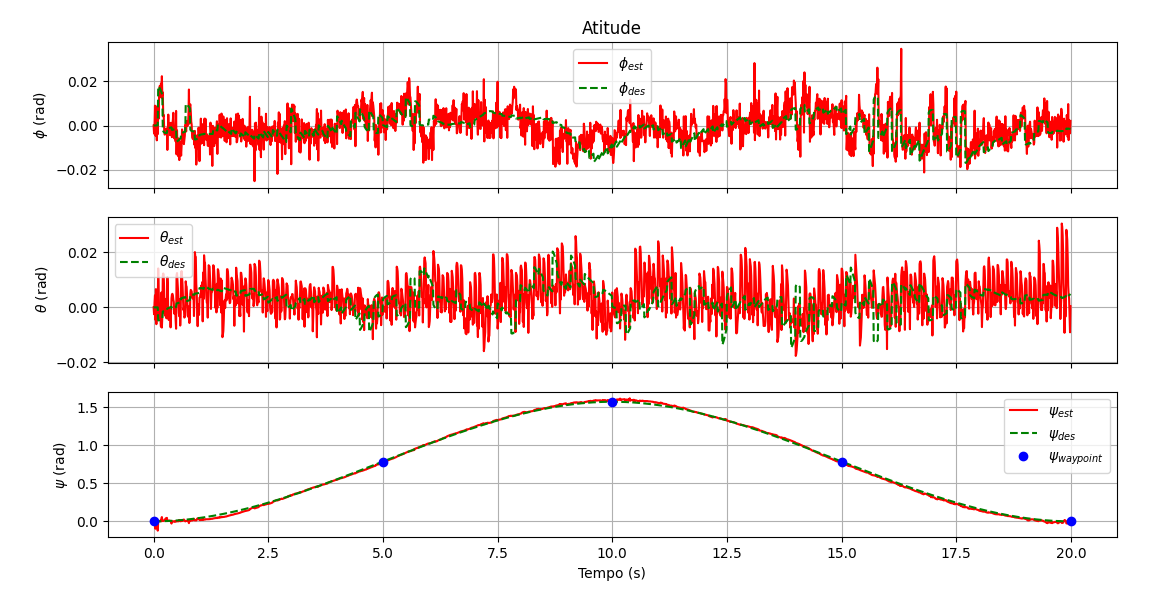 Atitude
ϕ (rad)
0.02
0.00
−0.02
ϕest
ϕdes
θ (rad)
0.02
0.00
−0.02
θest
θdes
ψ (rad)
1.5
1.0
0.5
0.0
ψest
ψdes
ψwaypoint
0.0 2.5 5.0 7.5 10.0 12.5 15.0 17.5 20.0
Tempo (s)